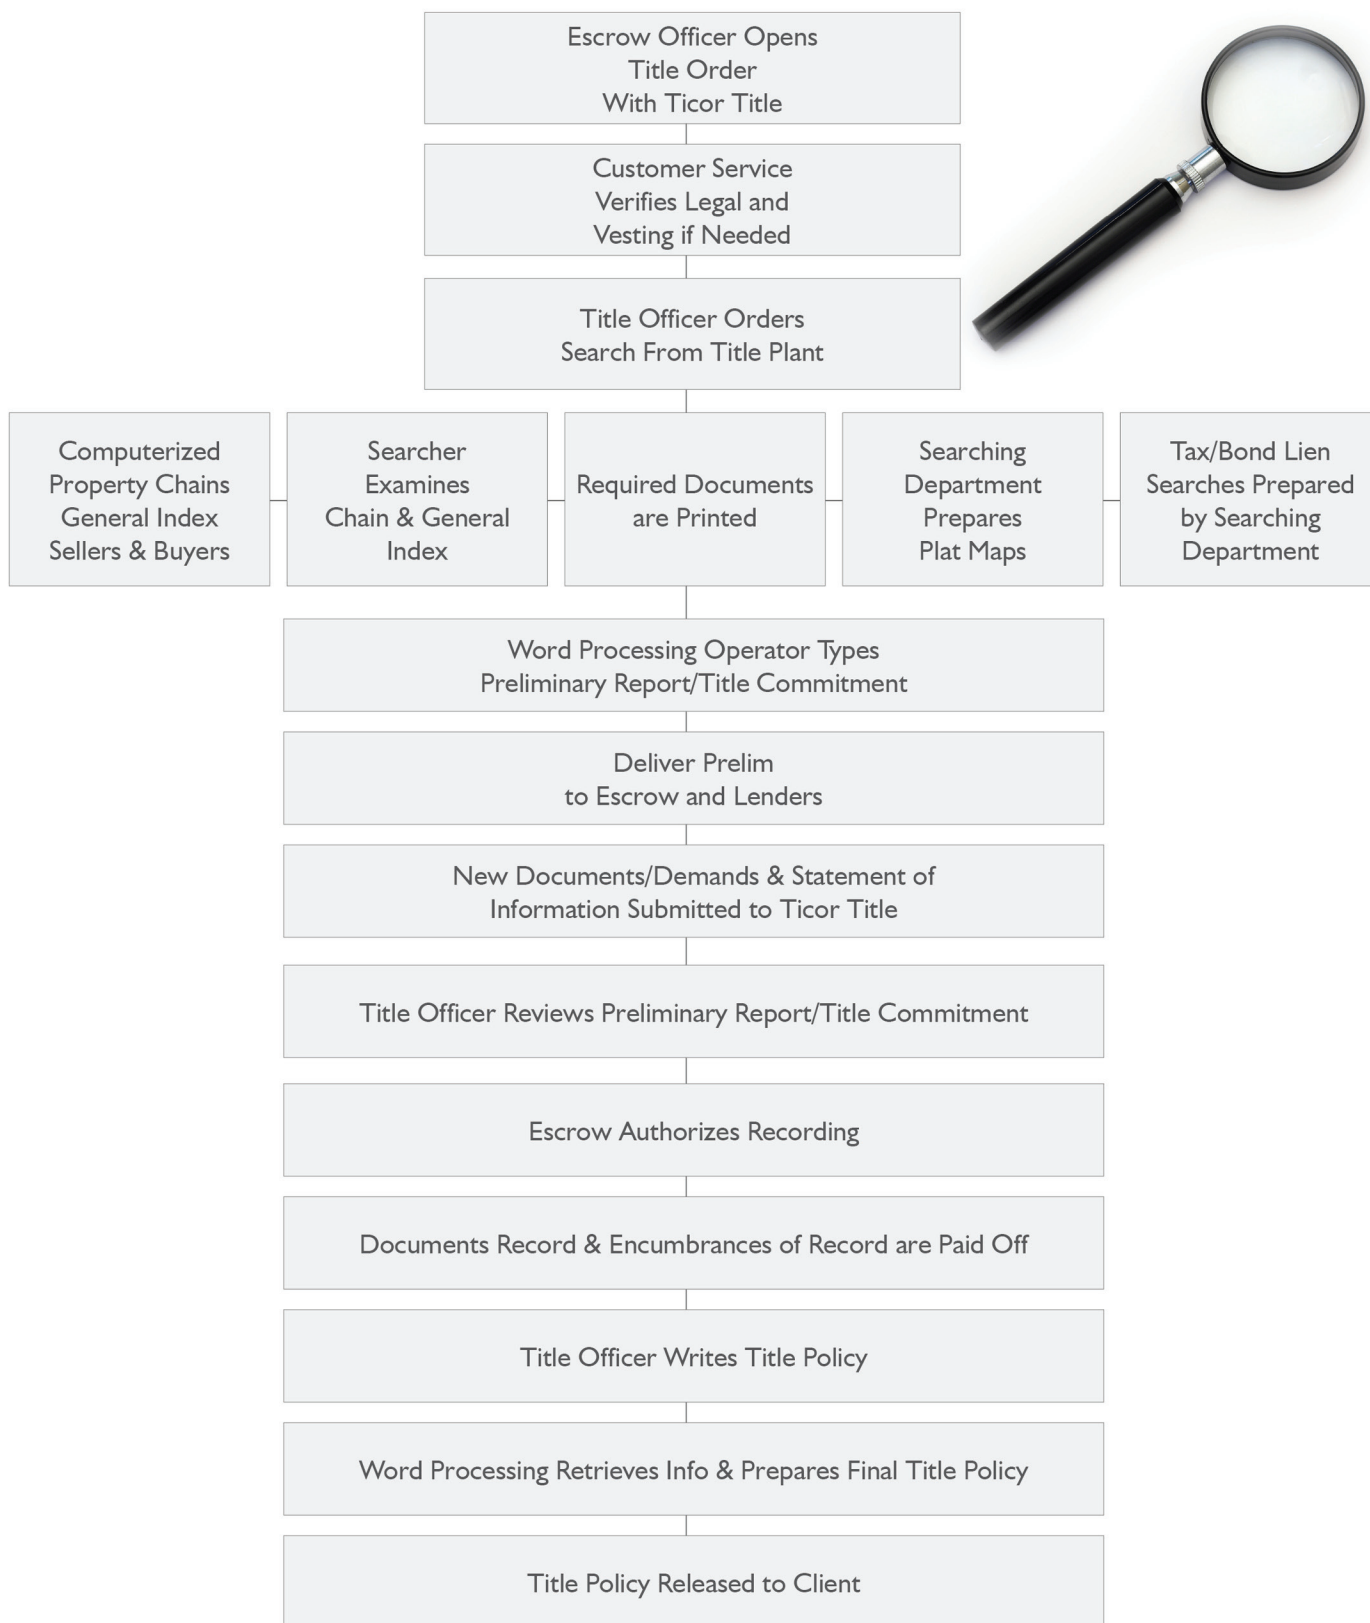 Escrow Officer Opens
Title Order
With Ticor Title
Customer Service
Verifies Legal and
Vesting if Needed
Title Officer Orders
Search From Title Plant
Computerized
Property Chains
General Index
Sellers & Buyers
Searcher
Examines
Chain & General
Index
Required Documents
are Printed
Searching
Department
Prepares
Plat Maps
Tax/Bond Lien
Searches Prepared
by Searching
Department
Word Processing Operator Types
Preliminary Report/Title Commitment
Deliver Prelim
to Escrow and Lenders
New Documents/Demands & Statement of
Information Submitted to Ticor Title
Title Officer Reviews Preliminary Report/Title Commitment
Escrow Authorizes Recording
Documents Record & Encumbrances of Record are Paid Off
Title Officer Writes Title Policy
Word Processing Retrieves Info & Prepares Final Title Policy
Title Policy Released to Client